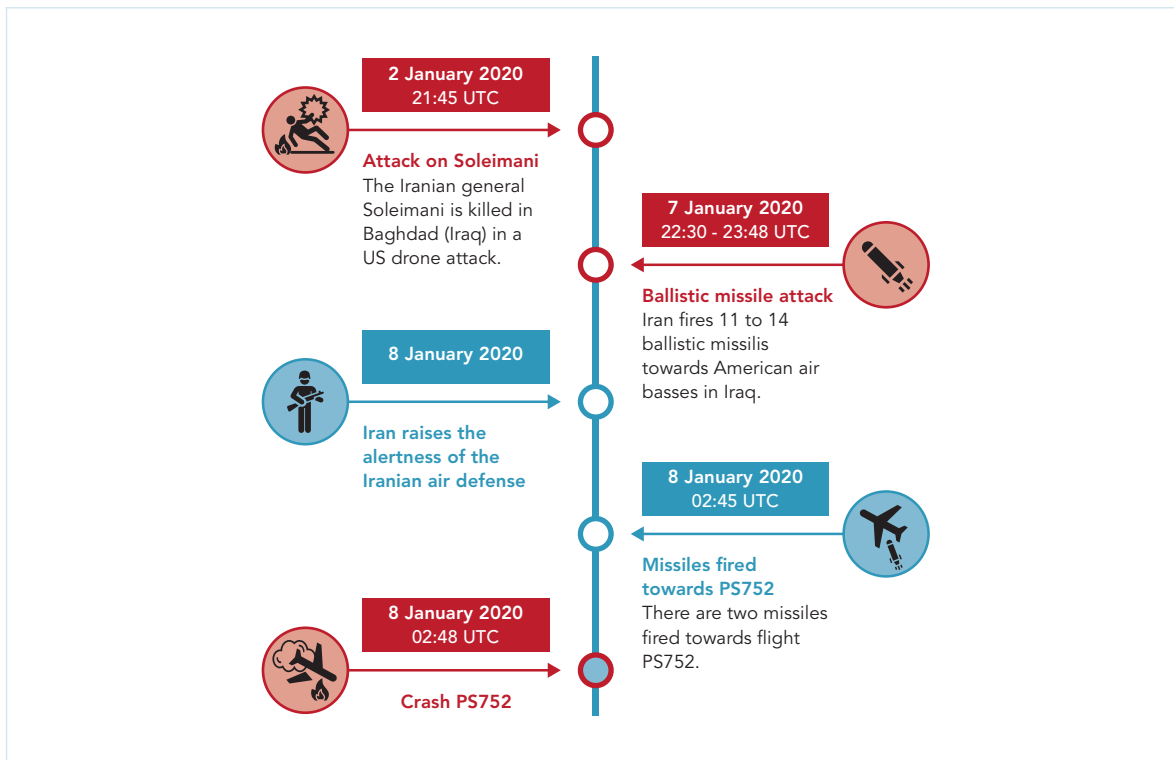 2 January 2020
21:45 UTC
Attack on Soleimani
The Iranian general
Soleimani is killed in
Baghdad (Iraq) in a
US drone attack.
7 January 2020
22:30 - 23:48 UTC
Ballistic missile attack
Iran fires 11 to 14
ballistic missilis
towards American air
basses in Iraq.
8 January 2020
Iran raises the
alertness of the
Iranian air defense
8 January 2020
02:45 UTC
Missiles fired
towards PS752
There are two missiles
fired towards flight
PS752.
8 January 2020
02:48 UTC
Crash PS752